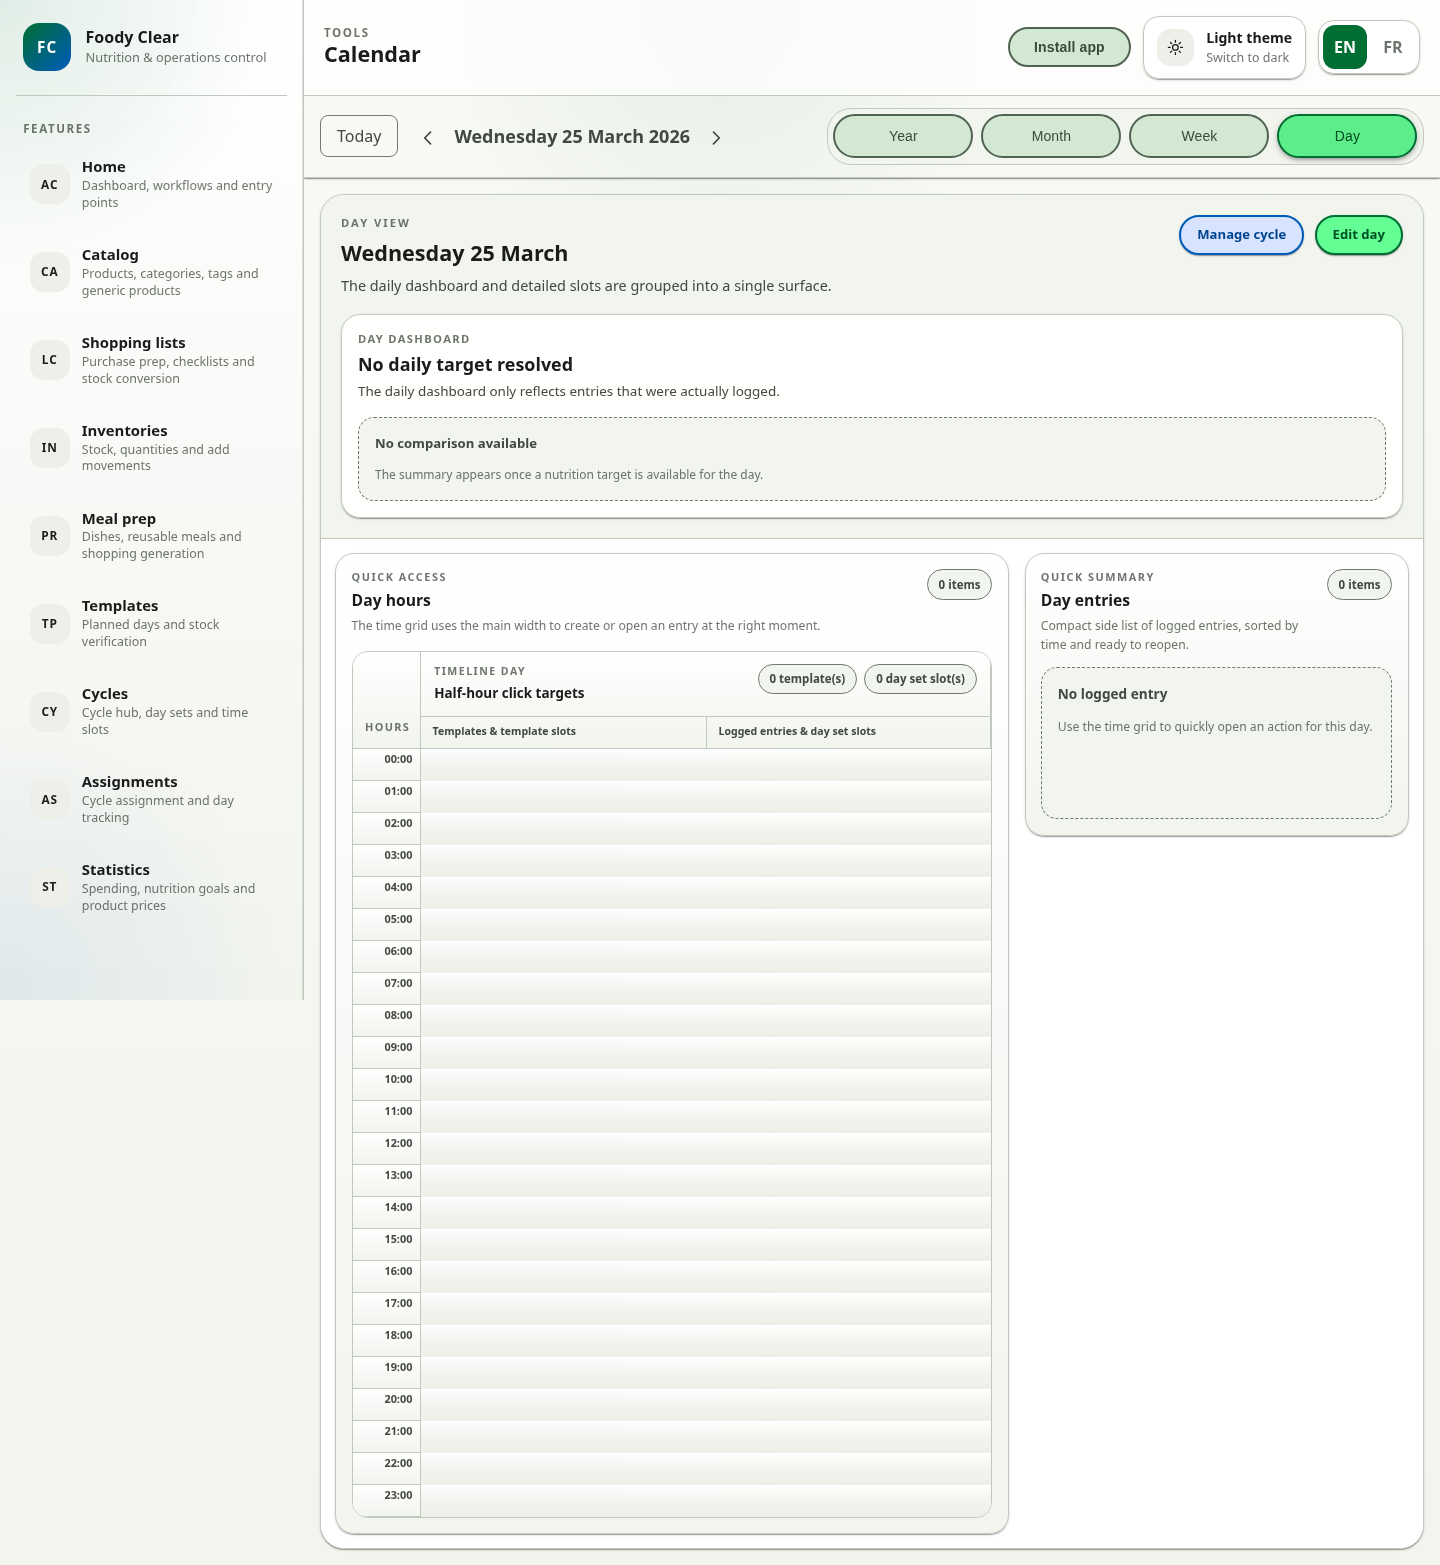 FC
Foody Clear
Nutrition & operations control
FEATURES
AC
Home
Dashboard, workflows and entry
points
CA
Catalog
Products, categories, tags and
generic products
LC
Shopping lists
Purchase prep, checklists and
stock conversion
IN
Inventories
Stock, quantities and add
movements
PR
Meal prep
Dishes, reusable meals and
shopping generation
TP
Templates
Planned days and stock
verification
CY
Cycles
Cycle hub, day sets and time
slots
AS
Assignments
Cycle assignment and day
tracking
ST
Statistics
Spending, nutrition goals and
product prices
TOOLS
Calendar
Install app
Light theme
Switch to dark
EN
FR
Today
Wednesday 25 March 2026
Year
Month
Week
Day
DAY VIEW
Wednesday 25 March
The daily dashboard and detailed slots are grouped into a single surface.
Manage cycle
Edit day
DAY DASHBOARD
No daily target resolved
The daily dashboard only reflects entries that were actually logged.
No comparison available
The summary appears once a nutrition target is available for the day.
QUICK ACCESS
Day hours
The time grid uses the main width to create or open an entry at the right moment.
0 items
HOURS
TIMELINE DAY
Half-hour click targets
0 template(s)
0 day set slot(s)
Templates & template slots
Logged entries & day set slots
00:00
01:00
02:00
03:00
04:00
05:00
06:00
07:00
08:00
09:00
10:00
11:00
12:00
13:00
14:00
15:00
16:00
17:00
18:00
19:00
20:00
21:00
22:00
23:00
QUICK SUMMARY
Day entries
Compact side list of logged entries, sorted by
time and ready to reopen.
0 items
No logged entry
Use the time grid to quickly open an action for this day.